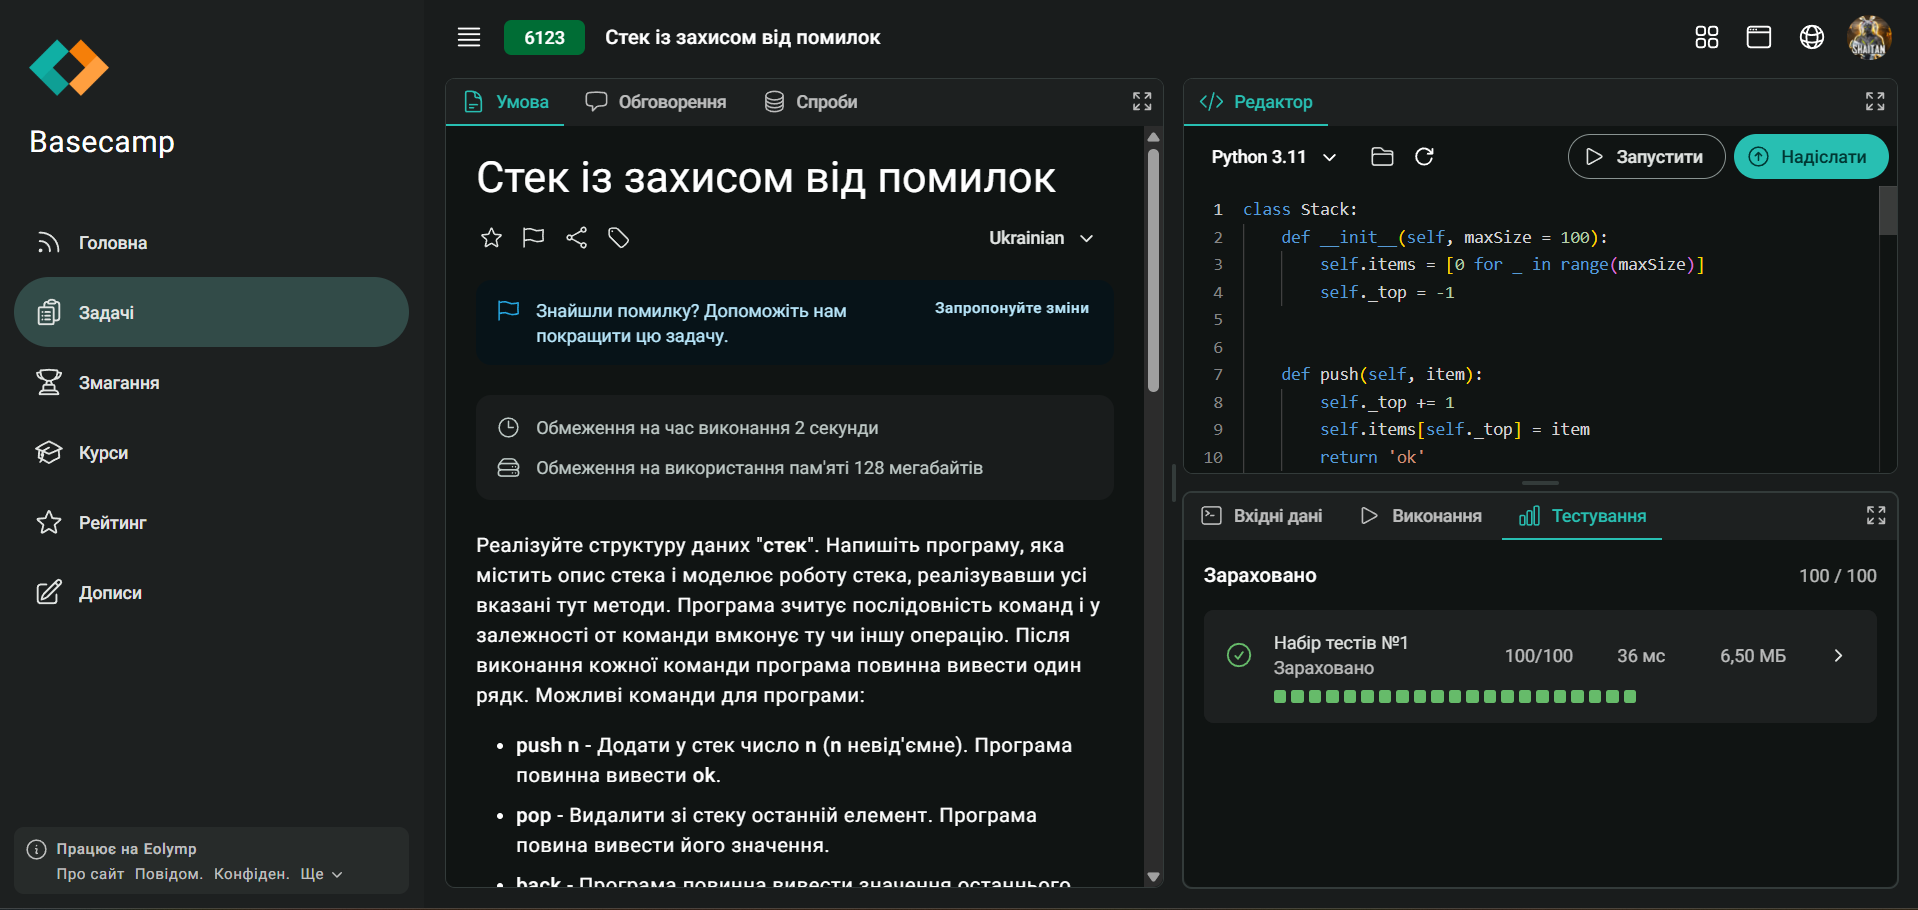 Basecamp
Головна
Задачі
Змагання
Курси
Рейтинг
Дописи
Працює на Eolymp
Про сайт Повідом. Конфіден. Ще
6123 Стек із захисом від помилок
SHAITAN
Умова Обговорення Спроби
Стек із захисом від помилок
Ukrainian
Знайшли помилку? Допоможіть нам
покращити цю задачу.
Запропонуйте зміни
Обмеження на час виконання 2 секунди
Обмеження на використання пам'яті 128 мегабайтів
Реалізуйте структуру даних "стек". Напишіть програму, яка
містить опис стека і моделює роботу стека, реалізувавши усі
вказані тут методи. Програма зчитує послідовність команд і у
залежності от команди вмконує ту чи іншу операцію. Після
виконання кожної команди програма повинна вивести один
рядк. Можливі команди для програми:
• push n - Додати у стек число n (n невід'ємне). Програма
повинна вивести ok.
• pop - Видалити зі стеку останній елемент. Програма
повина вивести його значення.
• back - Програма повинна вивести значення останнього
Редактор
Python 3.11
Запустити Надіслати
1 class Stack:
2 def __init__(self, maxSize = 100):
3 self.items = [0 for _ in range(maxSize)]
4 self._top = -1
5
6
7 def push(self, item):
8 self._top += 1
9 self.items[self._top] = item
10 return 'ok'
Вхідні дані Виконання Тестування
Зараховано 100 / 100
Набір тестів №1
Зараховано
100/100 36 мс 6,50 МБ